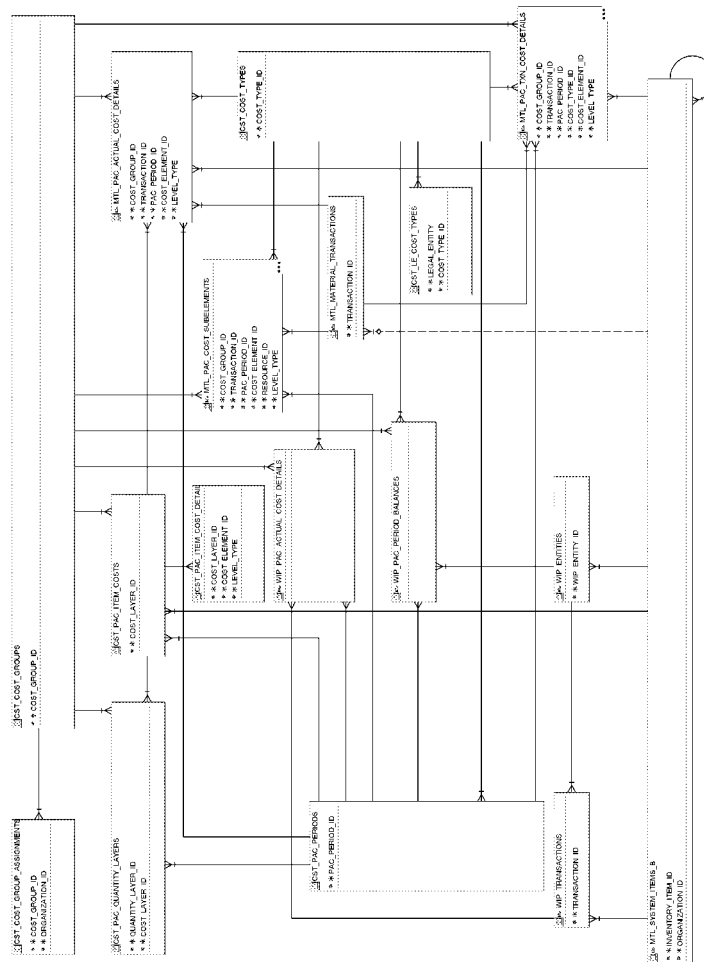 CST_COST_GROUP_ASSIGNMENTS
* * COST_GROUP_ID
* * ORGANIZATION_ID
CST_COST_GROUPS
* * COST_GROUP_ID
CST_PAC_QUANTITY_LAYERS
* * QUANTITY_LAYER_ID
* * COST_LAYER_ID
CST_PAC_ITEM_COSTS
* * COST_LAYER_ID
MTL_PAC_ACTUAL_COST_DETAILS
* * COST_GROUP_ID
* * TRANSACTION_ID
* * PAC_PERIOD_ID
* * COST_ELEMENT_ID
* * LEVEL_TYPE
CST_PAC_ITEM_COST_DETAIL
* * COST_LAYER_ID
* * COST_ELEMENT_ID
* * LEVEL_TYPE
MTL_PAC_COST_SUBELEMENTS
* * COST_GROUP_ID
* * TRANSACTION_ID
* * PAC_PERIOD_ID
* * COST_ELEMENT_ID
* * RESOURCE_ID
* * LEVEL_TYPE
CST_COST_TYPES
* * COST_TYPE_ID
WIP_PAC_ACTUAL_COST_DETAILS
CST_PAC_PERIODS
* * PAC_PERIOD_ID
MTL_MATERIAL_TRANSACTIONS
* * TRANSACTION_ID
WIP_PAC_PERIOD_BALANCES
CST_LE_COST_TYPES
* * LEGAL_ENTITY
* * COST_TYPE_ID
MTL_PAC_TXN_COST_DETAILS
* * COST_GROUP_ID
* * TRANSACTION_ID
* * PAC_PERIOD_ID
* * COST_TYPE_ID
* * COST_ELEMENT_ID
* * LEVEL_TYPE
WIP_TRANSACTIONS
* * TRANSACTION_ID
WIP_ENTITIES
* * WIP_ENTITY_ID
MTL_SYSTEM_ITEMS_B
* * INVENTORY_ITEM_ID
* * ORGANIZATION_ID